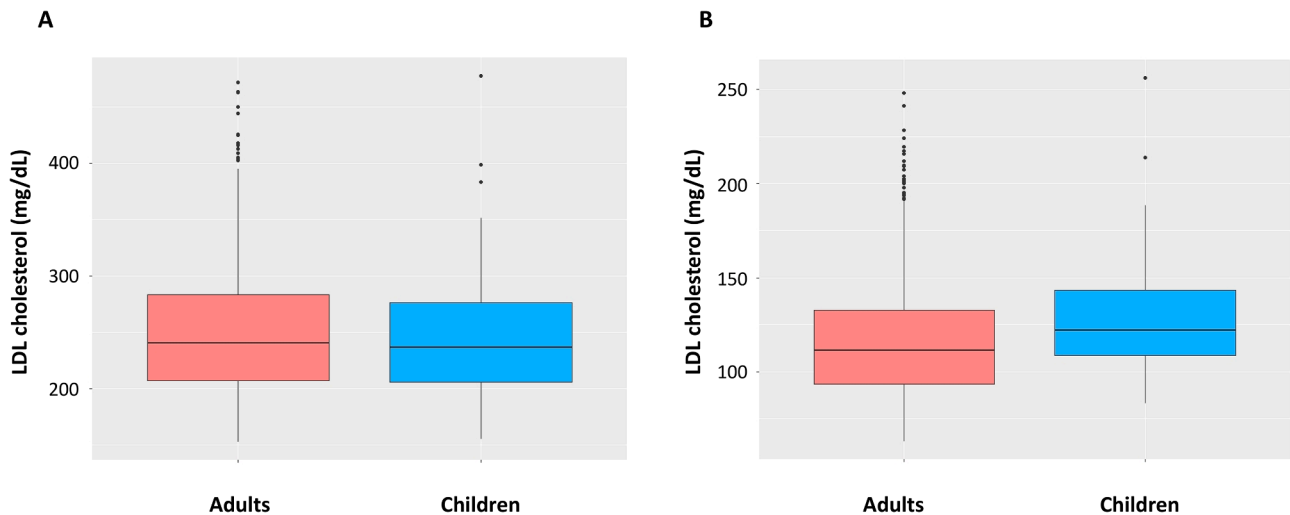 A
LDL cholesterol (mg/dL)
400
300
200
Adults
Children
B
LDL cholesterol (mg/dL)
250
200
150
100
Adults
Children